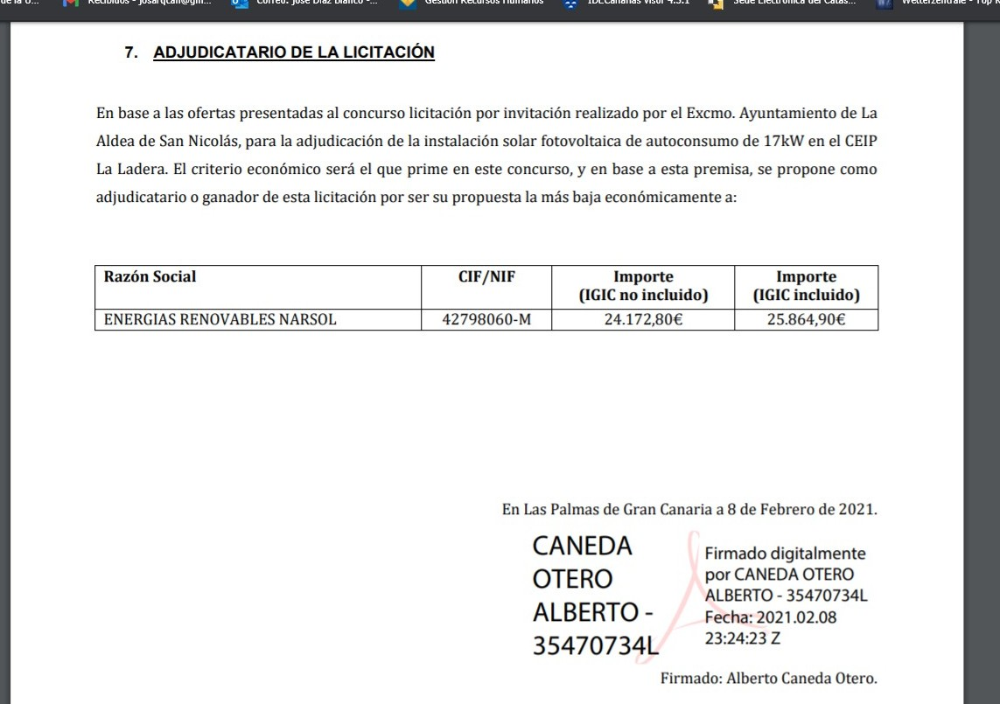 Recibidos - josarqcan@gm...
Correo: José Díaz Blanco -...
Gestión Recursos Humanos
IDECanarias visor 4.5.1
Sede Electrónica del Catas...
Wetterzentrale - Top
7. ADJUDICATARIO DE LA LICITACIÓN
En base a las ofertas presentadas al concurso licitación por invitación realizado por el Excmo. Ayuntamiento de La
Aldea de San Nicolás, para la adjudicación de la instalación solar fotovoltaica de autoconsumo de 17kW en el CEIP
La Ladera. El criterio económico será el que prime en este concurso, y en base a esta premisa, se propone como
adjudicatario o ganador de esta licitación por ser su propuesta la más baja económicamente a:
Razón Social CIF/NIF Importe (IGIC no incluido) Importe (IGIC incluido)
ENERGIAS RENOVABLES NARSOL 42798060-M 24.172,80€ 25.864,90€
En Las Palmas de Gran Canaria a 8 de Febrero de 2021.
CANEDA
OTERO
ALBERTO -
35470734L
Firmado digitalmente
por CANEDA OTERO
ALBERTO - 35470734L
Fecha: 2021.02.08
23:24:23 Z
Firmado: Alberto Caneda Otero.